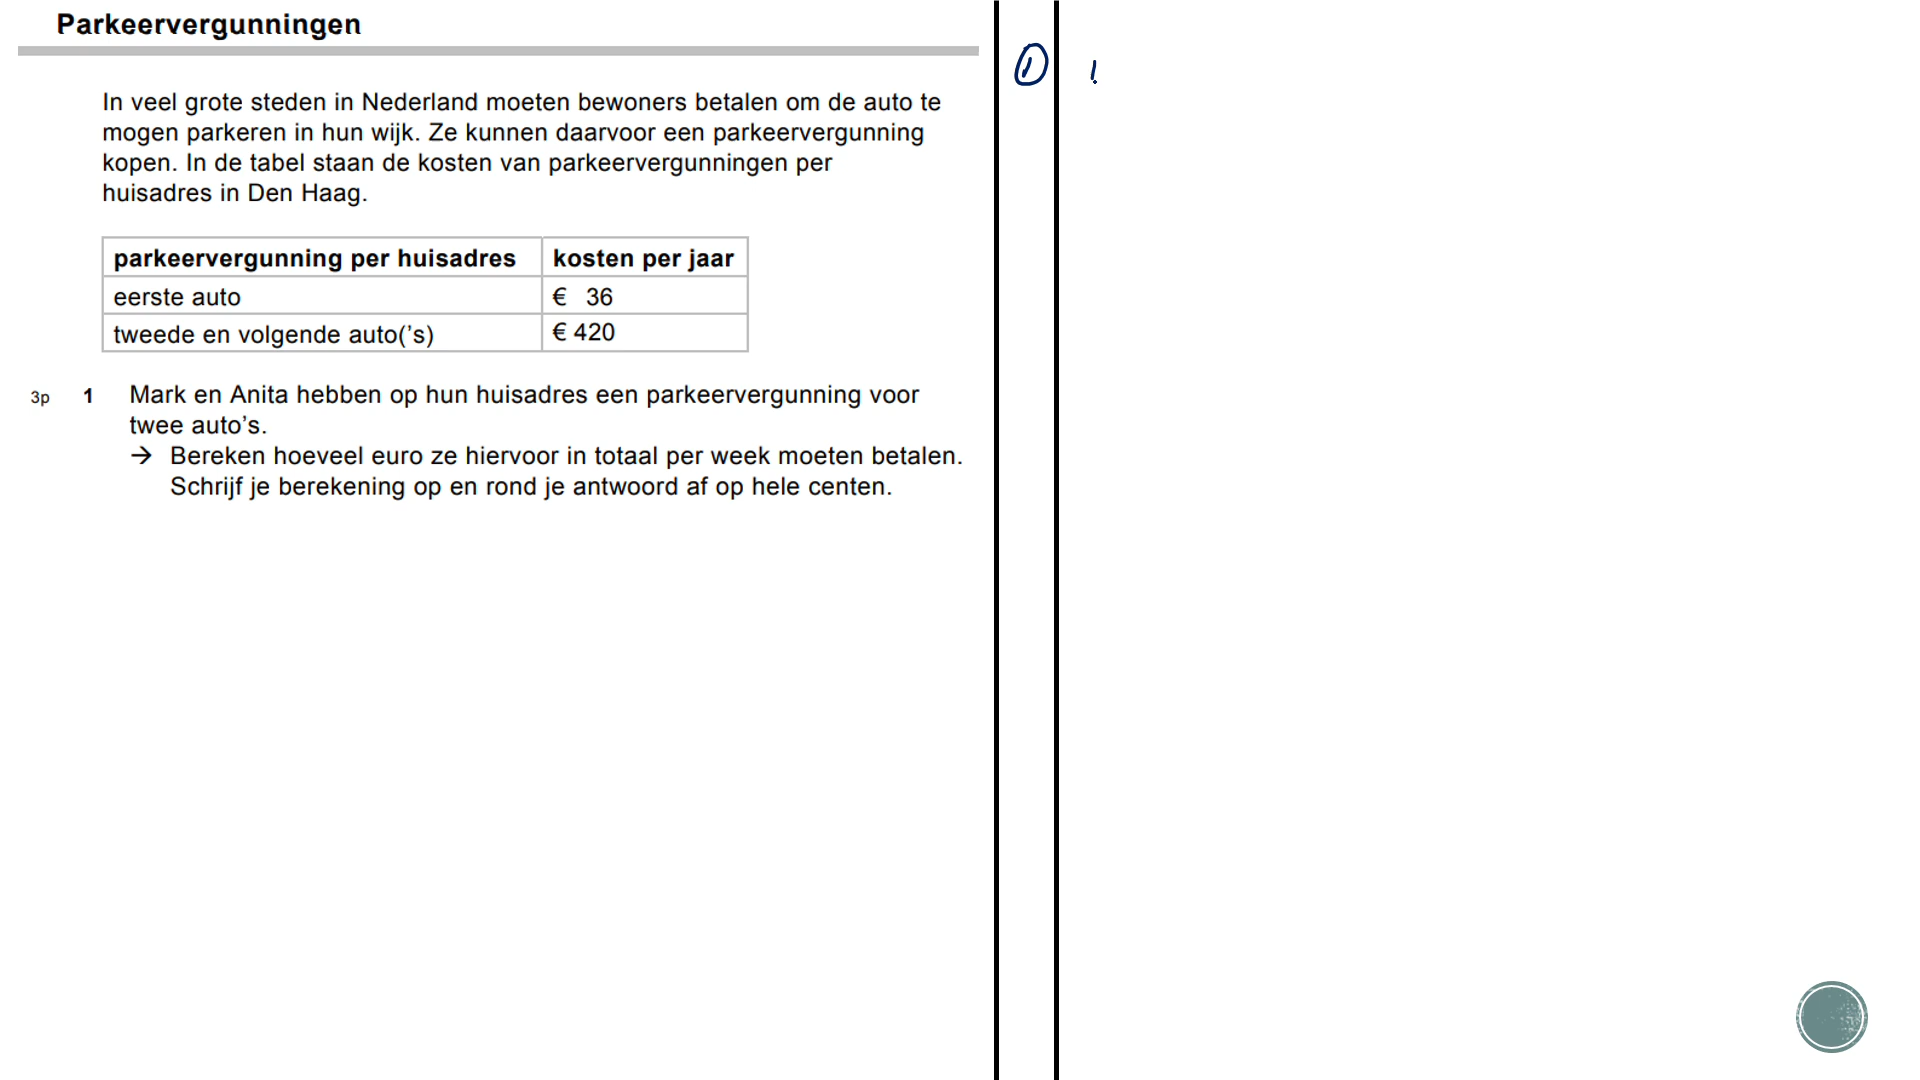 Parkeervergunningen
In veel grote steden in Nederland moeten bewoners betalen om de auto te
mogen parkeren in hun wijk. Ze kunnen daarvoor een parkeervergunning
kopen. In de tabel staan de kosten van parkeervergunningen per
huisadres in Den Haag.
parkeervergunning per huisadres kosten per jaar
eerste auto € 36
tweede en volgende auto(’s) € 420
3p 1 Mark en Anita hebben op hun huisadres een parkeervergunning voor
twee auto’s.
→ Bereken hoeveel euro ze hiervoor in totaal per week moeten betalen.
Schrijf je berekening op en rond je antwoord af op hele centen.
1 !